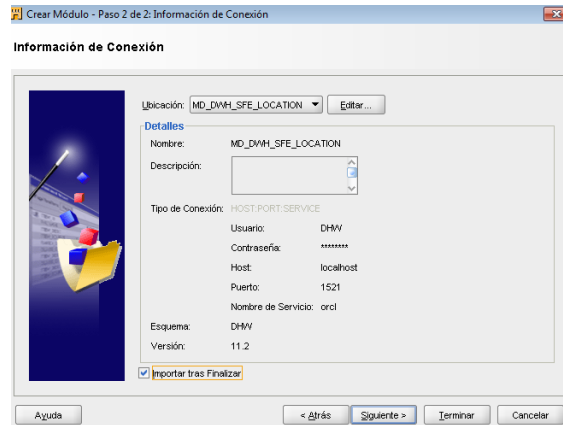 Crear Módulo - Paso 2 de 2: Información de Conexión
Información de Conexión
Ubicación: MD_DWH_SFE_LOCATION Editar...
Detalles
Nombre: MD_DWH_SFE_LOCATION
Descripción:
Tipo de Conexión: HOST:PORT:SERVICE
Usuario: DHW
Contraseña: ********
Host: localhost
Puerto: 1521
Nombre de Servicio: orcl
Esquema: DHW
Versión: 11.2
Importar tras Finalizar
Ayuda < Atrás Siguiente > Terminar Cancelar